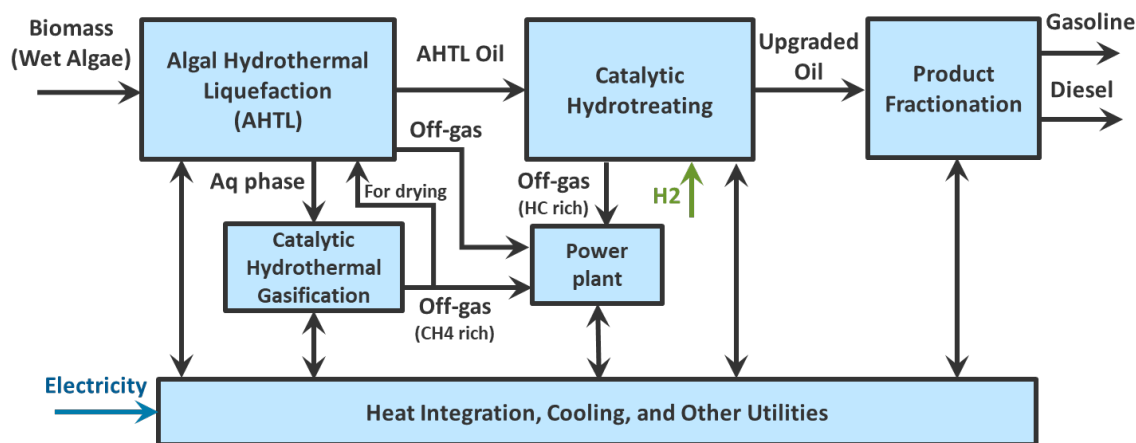 Biomass
(Wet Algae)
Algal Hydrothermal
Liquefaction
(AHTL)
AHTL Oil
Catalytic
Hydrotreating
Upgraded
Oil
Product
Fractionation
Gasoline
Diesel
Off-gas
Aq phase
For drying
Off-gas
(HC rich)
H2
Catalytic
Hydrothermal
Gasification
Off-gas
(CH4 rich)
Power
plant
Electricity
Heat Integration, Cooling, and Other Utilities